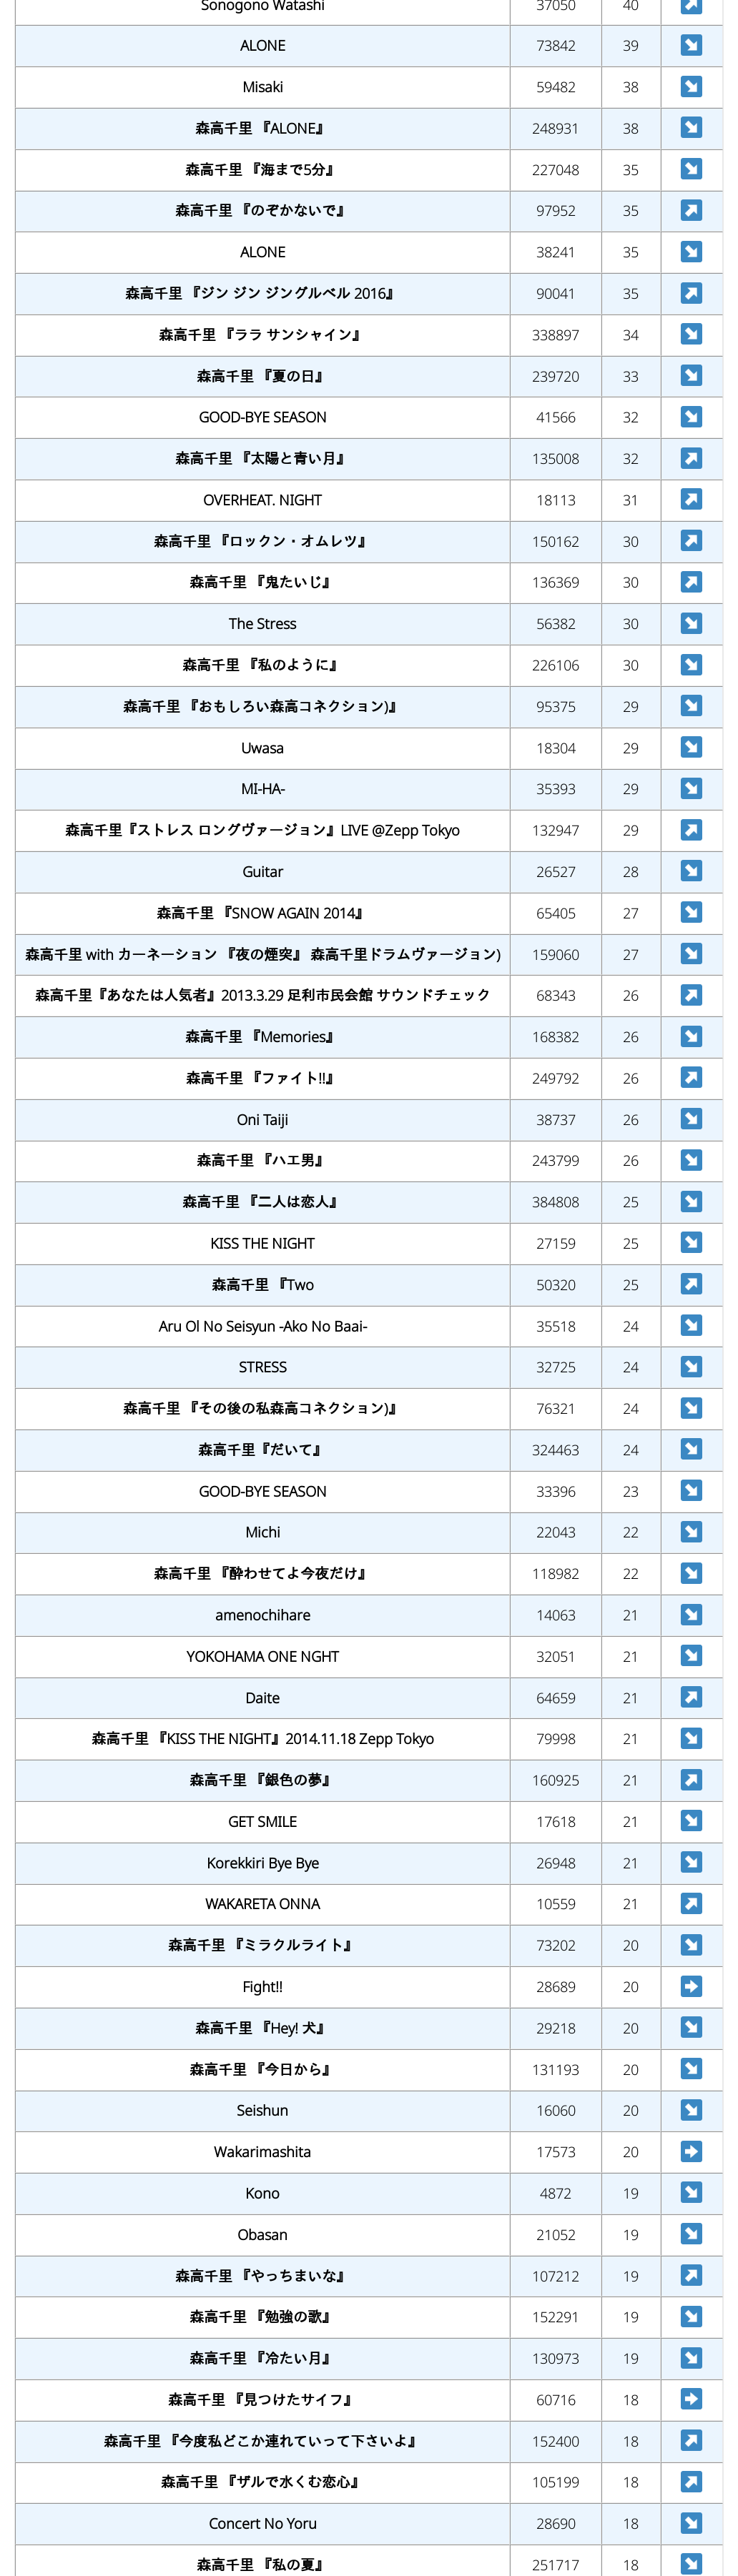 Sonogono Watashi 37050 40 ↗
ALONE 73842 39 ↘
Misaki 59482 38 ↘
森高千里 『ALONE』 248931 38 ↘
森高千里 『海まで5分』 227048 35 ↘
森高千里 『のぞかないで』 97952 35 ↗
ALONE 38241 35 ↘
森高千里 『ジン ジン ジングルベル 2016』 90041 35 ↗
森高千里 『ララ サンシャイン』 338897 34 ↘
森高千里 『夏の日』 239720 33 ↘
GOOD-BYE SEASON 41566 32 ↘
森高千里 『太陽と青い月』 135008 32 ↗
OVERHEAT. NIGHT 18113 31 ↗
森高千里 『ロックン・オムレツ』 150162 30 ↗
森高千里 『鬼たいじ』 136369 30 ↗
The Stress 56382 30 ↘
森高千里 『私のように』 226106 30 ↘
森高千里 『おもしろい森高コネクション)』 95375 29 ↘
Uwasa 18304 29 ↘
MI-HA- 35393 29 ↘
森高千里『ストレス ロングヴァージョン』LIVE @Zepp Tokyo 132947 29 ↗
Guitar 26527 28 ↘
森高千里 『SNOW AGAIN 2014』 65405 27 ↘
森高千里 with カーネーション 『夜の煙突』 森高千里ドラムヴァージョン) 159060 27 ↘
森高千里『あなたは人気者』2013.3.29 足利市民会館 サウンドチェック 68343 26 ↗
森高千里 『Memories』 168382 26 ↘
森高千里 『ファイト!!』 249792 26 ↗
Oni Taiji 38737 26 ↘
森高千里 『ハエ男』 243799 26 ↘
森高千里 『二人は恋人』 384808 25 ↘
KISS THE NIGHT 27159 25 ↘
森高千里 『Two 50320 25 ↗
Aru Ol No Seisyun -Ako No Baai- 35518 24 ↘
STRESS 32725 24 ↘
森高千里 『その後の私森高コネクション)』 76321 24 ↘
森高千里『だいて』 324463 24 ↘
GOOD-BYE SEASON 33396 23 ↘
Michi 22043 22 ↘
森高千里 『酔わせてよ今夜だけ』 118982 22 ↘
amenochihare 14063 21 ↘
YOKOHAMA ONE NGHT 32051 21 ↘
Daite 64659 21 ↗
森高千里 『KISS THE NIGHT』2014.11.18 Zepp Tokyo 79998 21 ↘
森高千里 『銀色の夢』 160925 21 ↗
GET SMILE 17618 21 ↘
Korekkiri Bye Bye 26948 21 ↘
WAKARETA ONNA 10559 21 ↗
森高千里 『ミラクルライト』 73202 20 ↘
Fight!! 28689 20 ➡
森高千里 『Hey! 犬』 29218 20 ↘
森高千里 『今日から』 131193 20 ↘
Seishun 16060 20 ↘
Wakarimashita 17573 20 ➡
Kono 4872 19 ↘
Obasan 21052 19 ↘
森高千里 『やっちまいな』 107212 19 ↗
森高千里 『勉強の歌』 152291 19 ↘
森高千里 『冷たい月』 130973 19 ↘
森高千里 『見つけたサイフ』 60716 18 ➡
森高千里 『今度私どこか連れていって下さいよ』 152400 18 ↗
森高千里 『ザルで水くむ恋心』 105199 18 ↗
Concert No Yoru 28690 18 ↘
森高千里 『私の夏』 251717 18 ↘